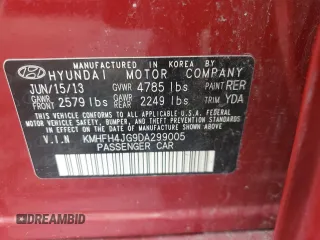 MANUFACTURED IN KOREA BY
HYUNDAI MOTOR COMPANY
JUN/15/13 GVWR 4785 lbs PAINT RER
GAWR FRT 2579 lbs GAWR REAR 2249 lbs TRIM YDA
THIS VEHICLE CONFORMS TO ALL APPLICABLE U.S. FEDERAL MOTOR
VEHICLE SAFETY, BUMPER, AND THEFT PREVENTION STANDARDS IN
EFFECT ON THE DATE OF MANUFACTURE SHOWN ABOVE.
V.I.N KMHFH4JG9DA299005
PASSENGER CAR
© OneBidWorld